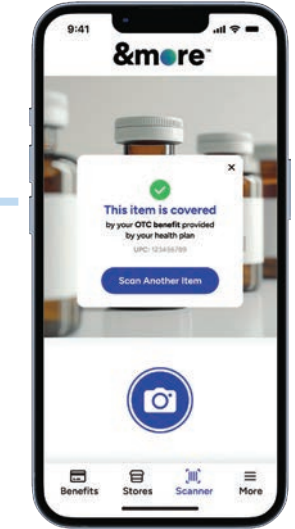 9:41
&more™
This item is covered
by your OTC benefit provided
by your health plan
UPC: 123456789
Scan Another Item
Benefits Stores Scanner More